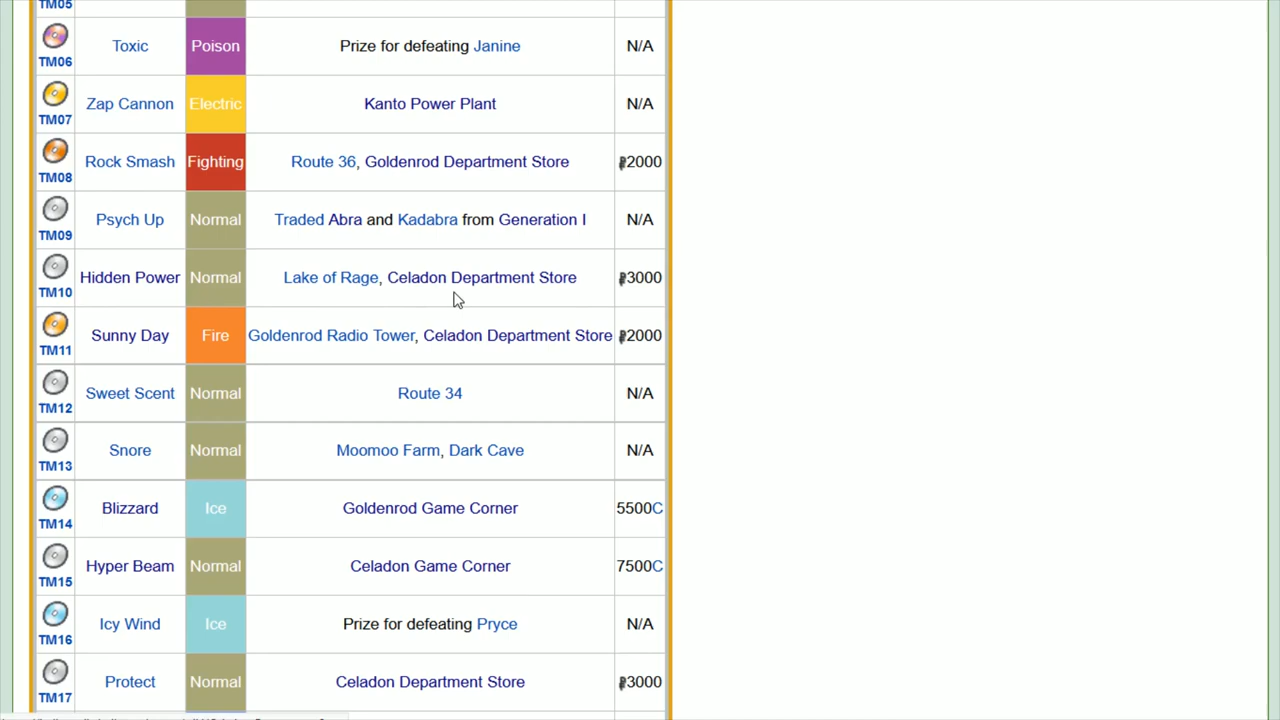 TM05
TM06 Toxic Poison Prize for defeating Janine N/A
TM07 Zap Cannon Electric Kanto Power Plant N/A
TM08 Rock Smash Fighting Route 36, Goldenrod Department Store ₽2000
TM09 Psych Up Normal Traded Abra and Kadabra from Generation I N/A
TM10 Hidden Power Normal Lake of Rage, Celadon Department Store ₽3000
TM11 Sunny Day Fire Goldenrod Radio Tower, Celadon Department Store ₽2000
TM12 Sweet Scent Normal Route 34 N/A
TM13 Snore Normal Moomoo Farm, Dark Cave N/A
TM14 Blizzard Ice Goldenrod Game Corner 5500C
TM15 Hyper Beam Normal Celadon Game Corner 7500C
TM16 Icy Wind Ice Prize for defeating Pryce N/A
TM17 Protect Normal Celadon Department Store ₽3000